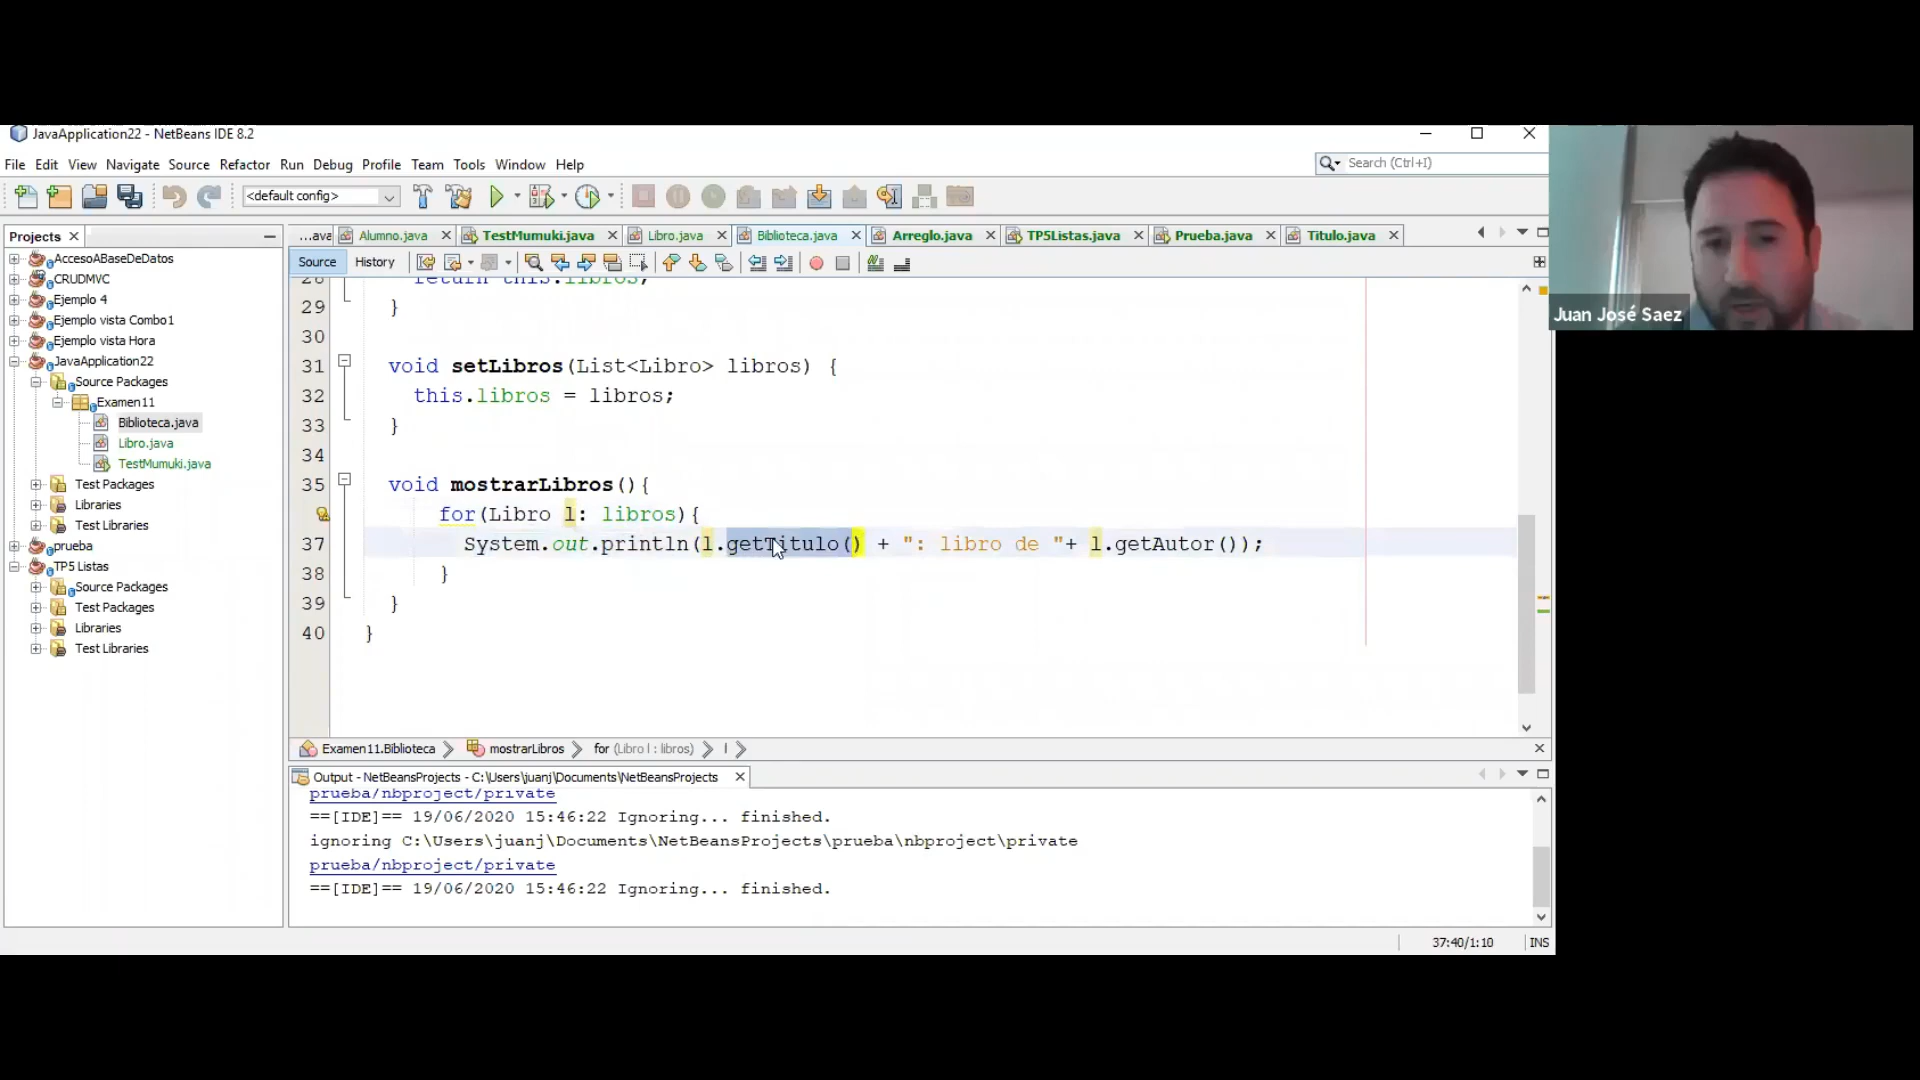 JavaApplication22 - NetBeans IDE 8.2
File Edit View Navigate Source Refactor Run Debug Profile Team Tools Window Help
Search (Ctrl+I)
<default config>
Projects
...ava Alumno.java TestMumuki.java Libro.java Biblioteca.java Arreglo.java TP5Listas.java Prueba.java Titulo.java
Source History
AccesoABaseDeDatos
CRUDMVC
Ejemplo 4
Ejemplo vista Combo1
Ejemplo vista Hora
JavaApplication22
Source Packages
Examen11
Biblioteca.java
Libro.java
TestMumuki.java
Test Packages
Libraries
Test Libraries
prueba
TP5 Listas
Source Packages
Test Packages
Libraries
Test Libraries
28 return this.libros;
29 }
30
31 void setLibros(List<Libro> libros) {
32 this.libros = libros;
33 }
34
35 void mostrarLibros(){
for(Libro l: libros){
37 System.out.println(l.getTitulo() + ": libro de "+ l.getAutor());
38 }
39 }
40 }
Examen11.Biblioteca mostrarLibros for (Libro l : libros) l
Output - NetBeansProjects - C:\Users\juanj\Documents\NetBeansProjects
prueba/nbproject/private
==[IDE]== 19/06/2020 15:46:22 Ignoring... finished.
ignoring C:\Users\juanj\Documents\NetBeansProjects\prueba\nbproject\private
prueba/nbproject/private
==[IDE]== 19/06/2020 15:46:22 Ignoring... finished.
37:40/1:10 INS
Juan José Saez